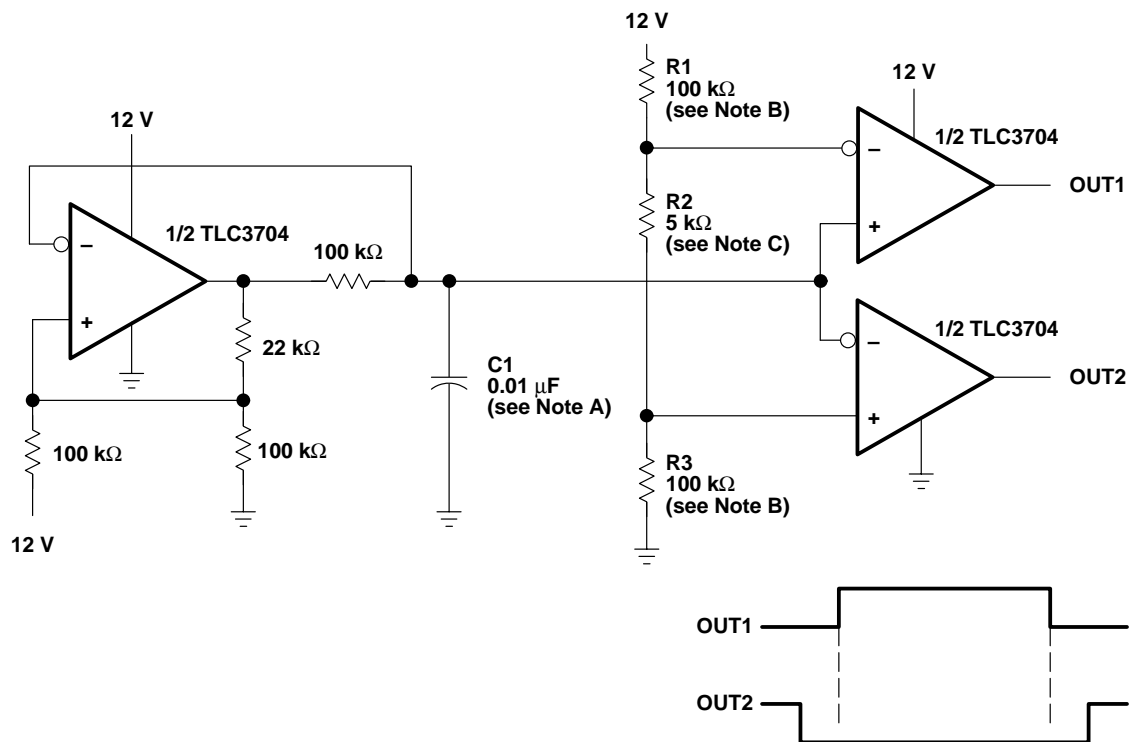 12 V
R1
100 kΩ
(see Note B)
12 V
12 V
1/2 TLC3704
−
+
OUT1
R2
5 kΩ
(see Note C)
−
+
1/2 TLC3704
100 kΩ
22 kΩ
C1
0.01 μF
(see Note A)
1/2 TLC3704
−
+
OUT2
100 kΩ
100 kΩ
12 V
R3
100 kΩ
(see Note B)
OUT1
OUT2